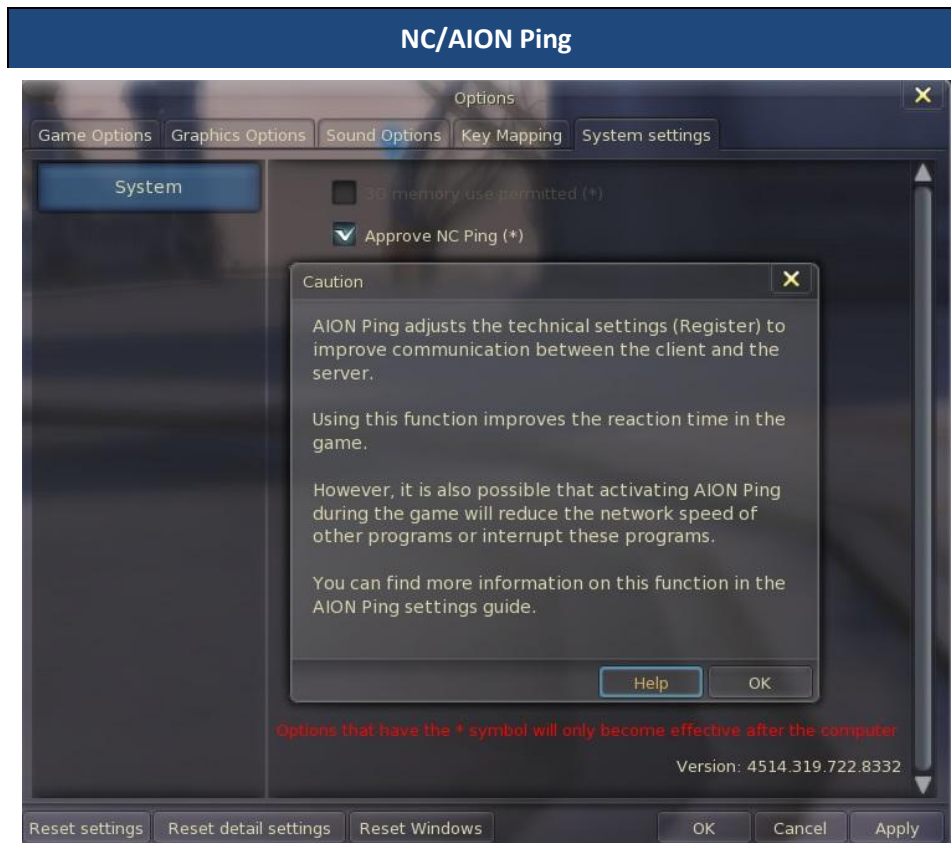 NC/AION Ping
Options
Game Options Graphics Options Sound Options Key Mapping System settings
System
3G memory use permitted (*)
Approve NC Ping (*)
Caution
AION Ping adjusts the technical settings (Register) to
improve communication between the client and the
server.
Using this function improves the reaction time in the
game.
However, it is also possible that activating AION Ping
during the game will reduce the network speed of
other programs or interrupt these programs.
You can find more information on this function in the
AION Ping settings guide.
Help OK
Options that have the * symbol will only become effective after the computer
Version: 4514.319.722.8332
Reset settings Reset detail settings Reset Windows OK Cancel Apply